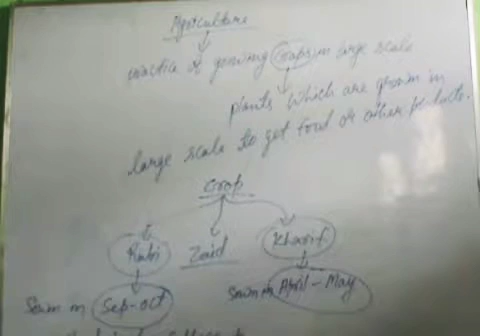 Agriculture
practice of growing crops in large scale
plants which are grown in
large scale to get food or other products.
Crop
Rabi Zaid Kharif
Sown in Sep-oct Sown in April-May